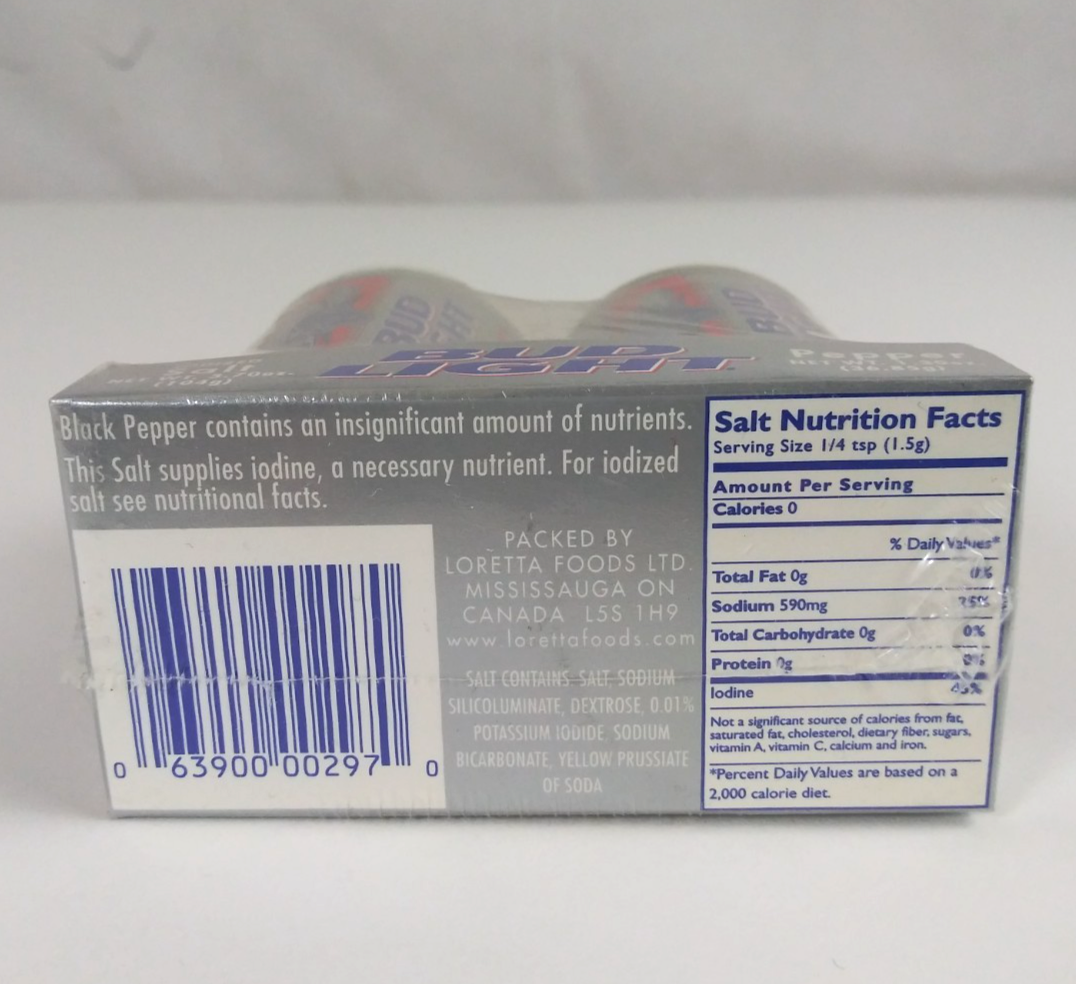 BUD
BUD
Salt
BUD
LIGHT
Pepper
Black Pepper contains an insignificant amount of nutrients.
This Salt supplies iodine, a necessary nutrient. For iodized
salt see nutritional facts.
PACKED BY
LORETTA FOODS LTD.
MISSISSAUGA ON
CANADA L5S 1H9
www.lorettafoods.com
SALT CONTAINS: SALT, SODIUM
SILICOLUMINATE, DEXTROSE, 0.01%
POTASSIUM IODIDE, SODIUM
BICARBONATE, YELLOW PRUSSIATE
OF SODA
0 63900 00297 0
Salt Nutrition Facts
Serving Size 1/4 tsp (1.5g)
Amount Per Serving
Calories 0
% Daily Values*
Total Fat 0g 0%
Sodium 590mg
Total Carbohydrate 0g 0%
Protein 0g 0%
Iodine 45%
Not a significant source of calories from fat,
saturated fat, cholesterol, dietary fiber, sugars,
vitamin A, vitamin C, calcium and iron.
*Percent Daily Values are based on a
2,000 calorie diet.